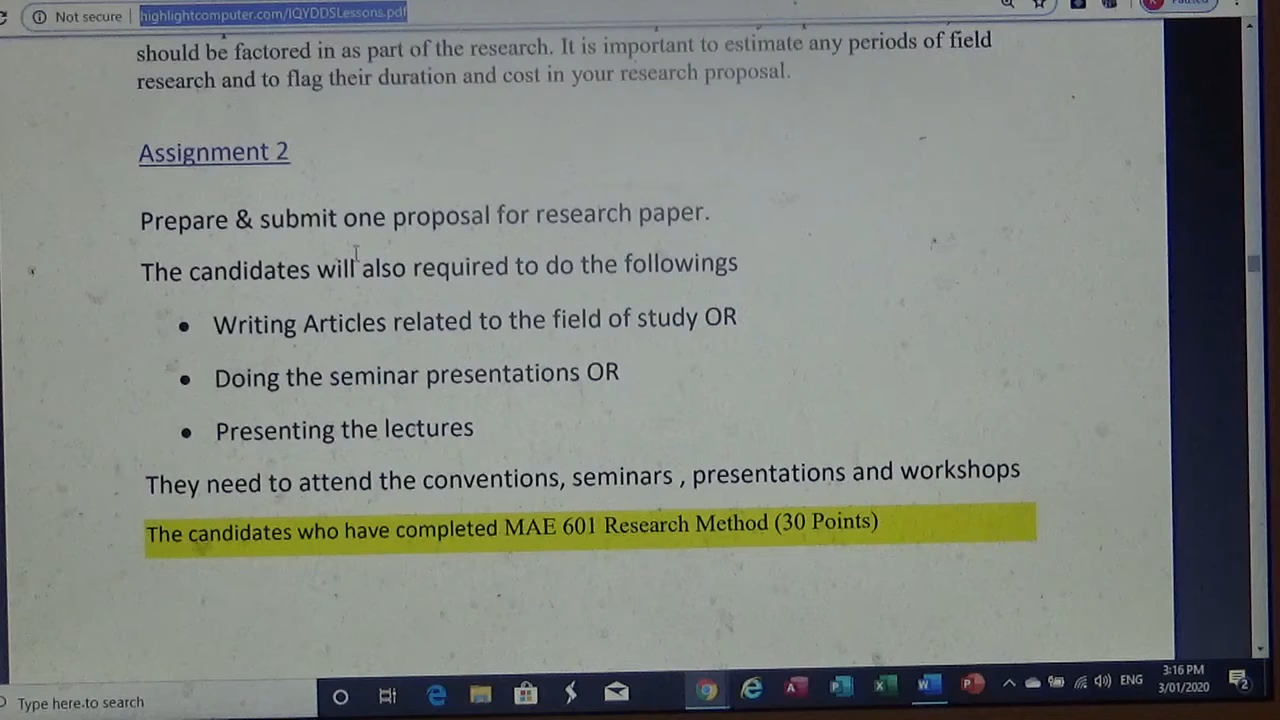 Not secure
highlightcomputer.com/IQYDDSLessons.pdf
Paused
should be factored in as part of the research. It is important to estimate any periods of field
research and to flag their duration and cost in your research proposal.
Assignment 2
Prepare & submit one proposal for research paper.
The candidates will also required to do the followings
• Writing Articles related to the field of study OR
• Doing the seminar presentations OR
• Presenting the lectures
They need to attend the conventions, seminars , presentations and workshops
The candidates who have completed MAE 601 Research Method (30 Points)
Type here to search
ENG
3:16 PM
3/01/2020
2